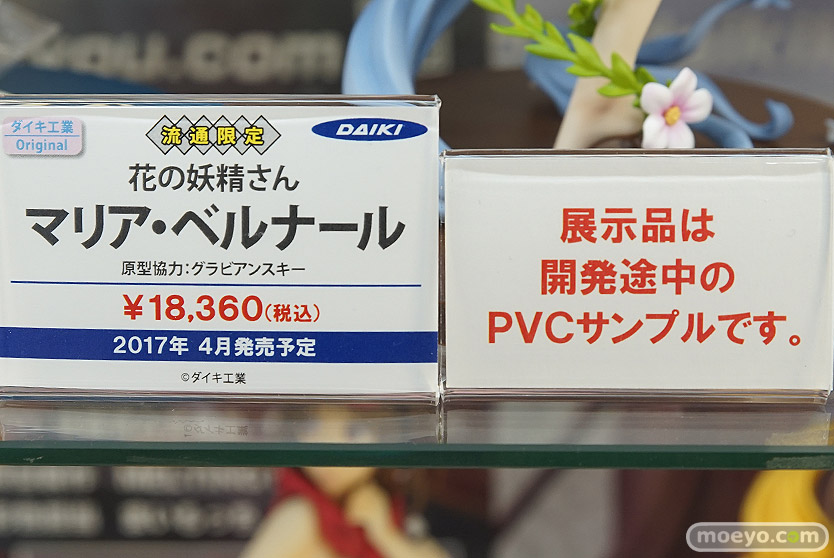 ou.com
ダイキ工業
Original
流通限定
DAIKI
花の妖精さん
マリア・ベルナール
原型協力：グラビアンスキー
￥18,360(税込)
2017年 4月発売予定
©ダイキ工業
展示品は
開発途中の
PVCサンプルです。
moeyo.com